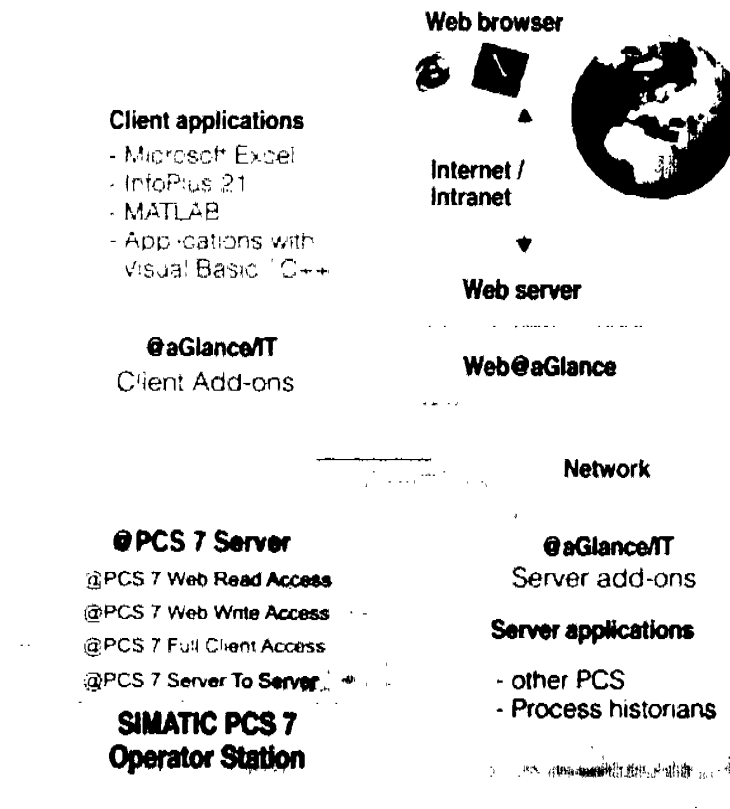 Web browser
Client applications
- Microsoft Excel
- InfoPlus 21
- MATLAB
- Applications with
Visual Basic / C++
Internet /
Intranet
Web server
@aGlance/IT
Client Add-ons
Web@aGlance
Network
@PCS 7 Server
@PCS 7 Web Read Access
@PCS 7 Web Write Access
@PCS 7 Full Client Access
@PCS 7 Server To Server
SIMATIC PCS 7
Operator Station
@aGlance/IT
Server add-ons
Server applications
- other PCS
- Process historians